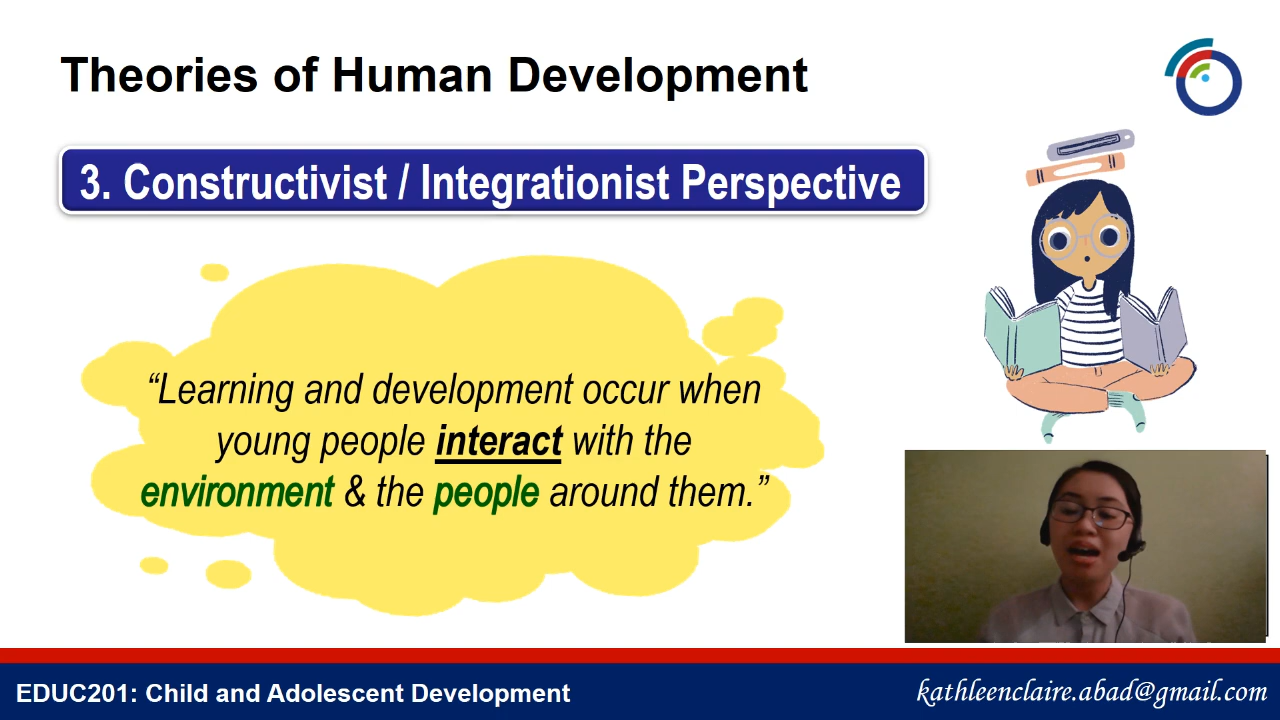 Theories of Human Development
3. Constructivist / Integrationist Perspective
“Learning and development occur when
young people interact with the
environment & the people around them.”
EDUC201: Child and Adolescent Development
kathleenclaire.abad@gmail.com